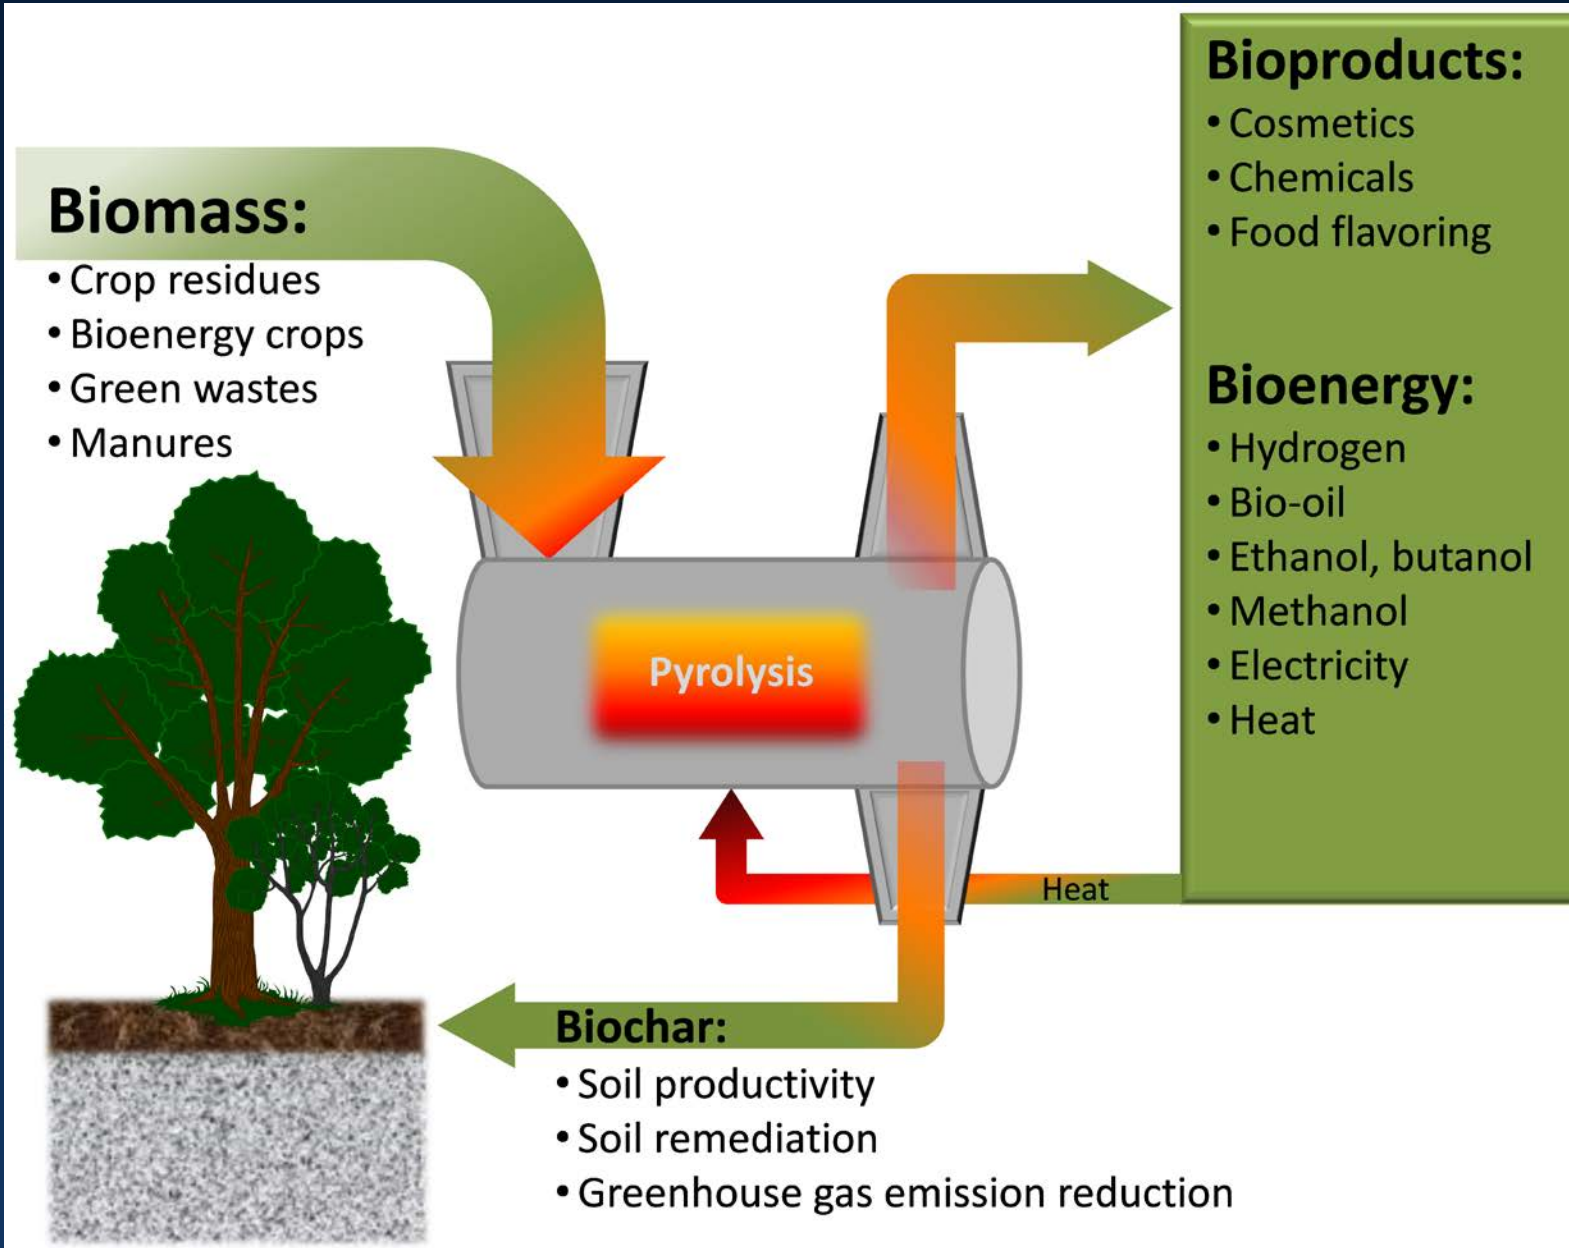 Biomass:
• Crop residues
• Bioenergy crops
• Green wastes
• Manures
Pyrolysis
Bioproducts:
• Cosmetics
• Chemicals
• Food flavoring
Bioenergy:
• Hydrogen
• Bio-oil
• Ethanol, butanol
• Methanol
• Electricity
• Heat
Heat
Biochar:
• Soil productivity
• Soil remediation
• Greenhouse gas emission reduction